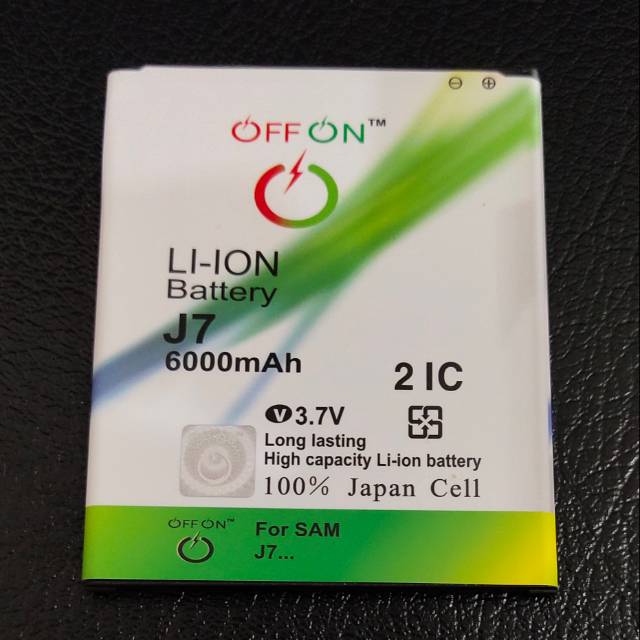 OFF ON™
LI-ION
Battery
J7
6000mAh
2 IC
V 3.7V
Long lasting
High capacity Li-ion battery
100% Japan Cell
OFF ON™
For SAM
J7...